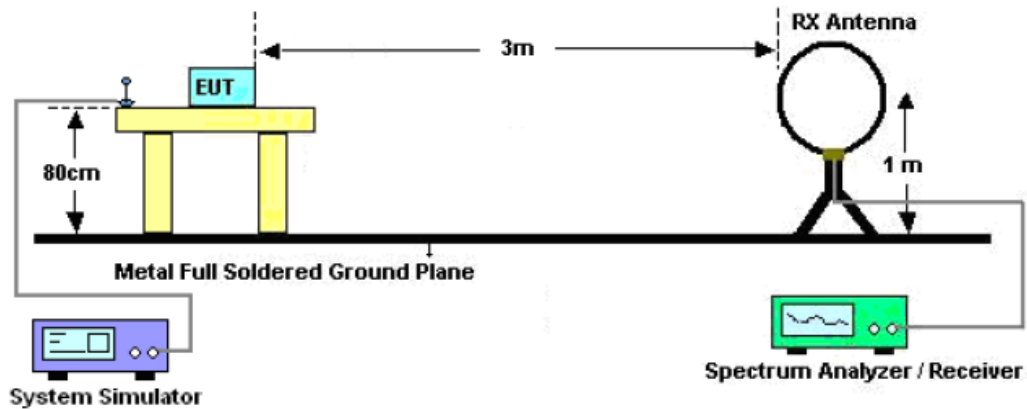 RX Antenna
3m
EUT
80cm
1 m
Metal Full Soldered Ground Plane
System Simulator
Spectrum Analyzer / Receiver